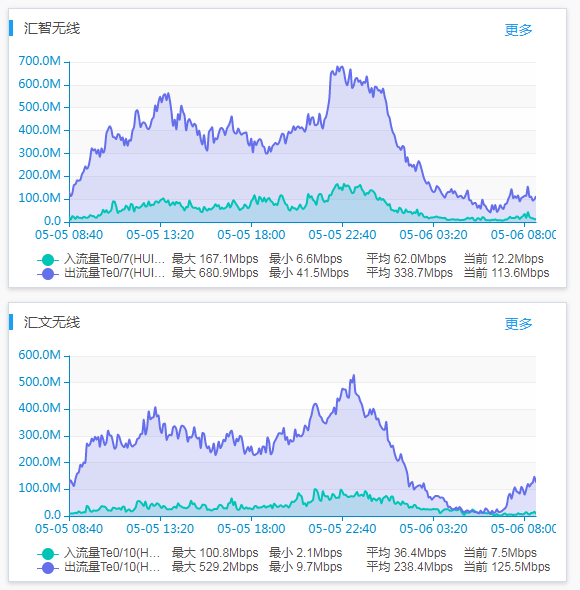 汇智无线 更多
700.0M
600.0M
500.0M
400.0M
300.0M
200.0M
100.0M
0.0
05-05 08:40 05-05 13:20 05-05 18:00 05-05 22:40 05-06 03:20 05-06 08:00
入流量Te0/7(HUI... 最大 167.1Mbps 最小 6.6Mbps 平均 62.0Mbps 当前 12.2Mbps
出流量Te0/7(HUI... 最大 680.9Mbps 最小 41.5Mbps 平均 338.7Mbps 当前 113.6Mbps
汇文无线 更多
600.0M
500.0M
400.0M
300.0M
200.0M
100.0M
0.0
05-05 08:40 05-05 13:20 05-05 18:00 05-05 22:40 05-06 03:20 05-06 08:00
入流量Te0/10(H... 最大 100.8Mbps 最小 2.1Mbps 平均 36.4Mbps 当前 7.5Mbps
出流量Te0/10(H... 最大 529.2Mbps 最小 9.7Mbps 平均 238.4Mbps 当前 125.5Mbps